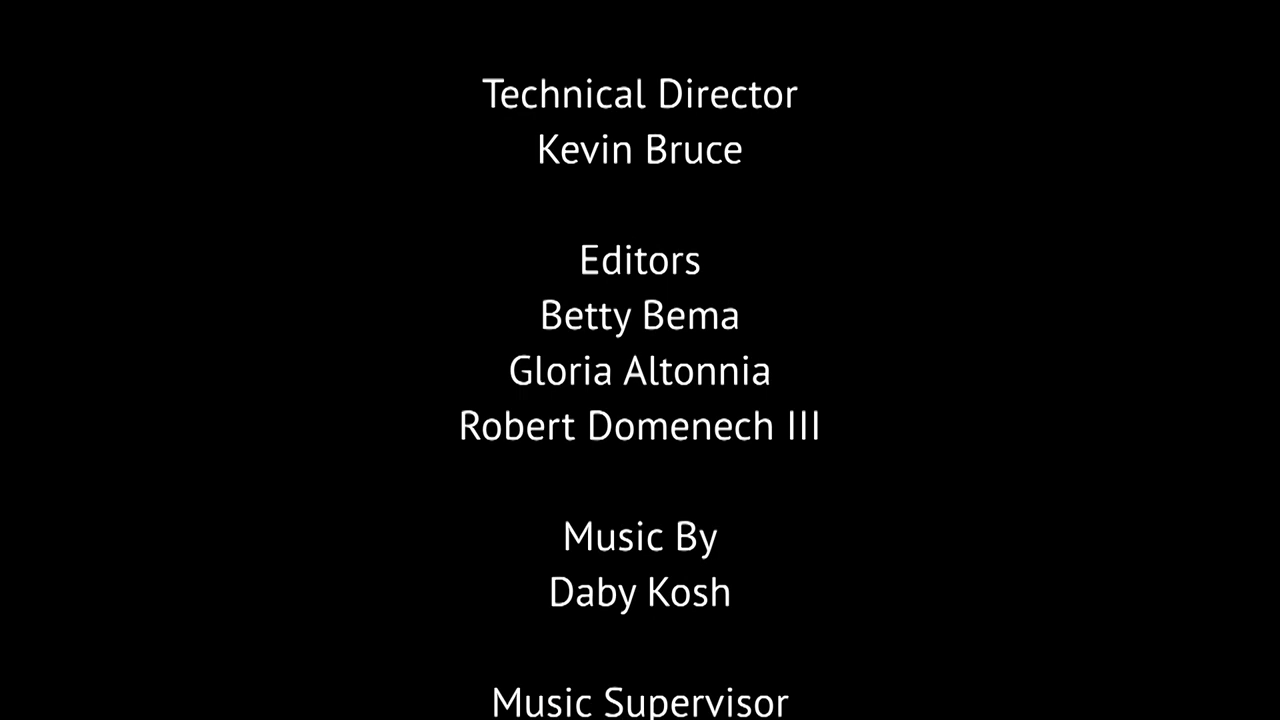 Technical Director
Kevin Bruce
Editors
Betty Bema
Gloria Altonnia
Robert Domenech III
Music By
Daby Kosh
Music Supervisor